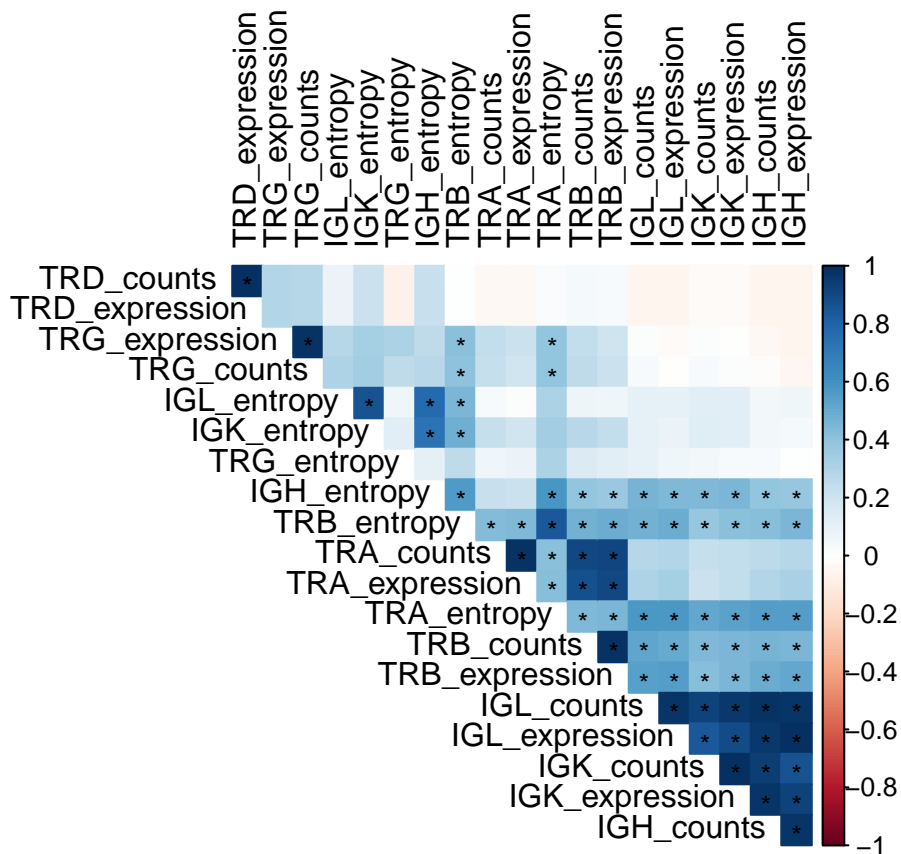 TRD_expression
TRG_expression
TRG_counts
IGL_entropy
IGK_entropy
TRG_entropy
IGH_entropy
TRB_entropy
TRA_counts
TRA_expression
TRA_entropy
TRB_counts
TRB_expression
IGL_counts
IGL_expression
IGK_counts
IGK_expression
IGH_counts
IGH_expression
TRD_counts *
TRD_expression
TRG_expression * * *
TRG_counts * *
IGL_entropy * * *
IGK_entropy * *
TRG_entropy
IGH_entropy * * * * * * * * * *
TRB_entropy * * * * * * * * * * *
TRA_counts * * * *
TRA_expression * * *
TRA_entropy * * * * * * * *
TRB_counts * * * * * * *
TRB_expression * * * * * *
IGL_counts * * * * *
IGL_expression * * * *
IGK_counts * * *
IGK_expression * *
IGH_counts *
1
0.8
0.6
0.4
0.2
0
−0.2
−0.4
−0.6
−0.8
−1